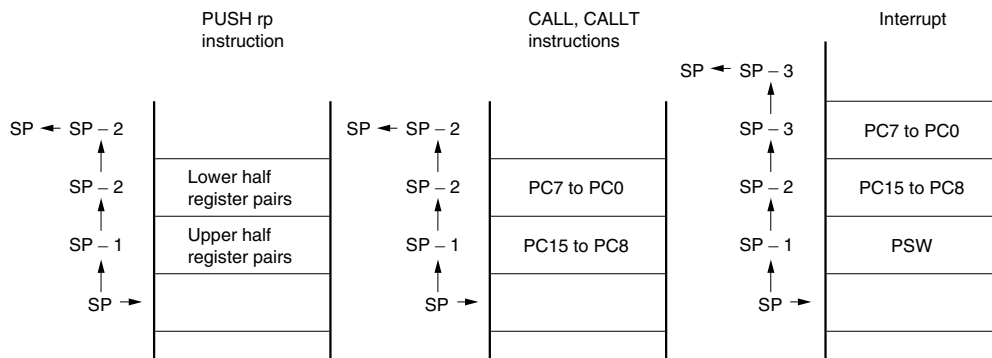 PUSH rp
instruction
SP ← SP – 2
SP – 2
Lower half
register pairs
SP – 1
Upper half
register pairs
SP
CALL, CALLT
instructions
SP ← SP – 2
SP – 2
PC7 to PC0
SP – 1
PC15 to PC8
SP
Interrupt
SP ← SP – 3
SP – 3
PC7 to PC0
SP – 2
PC15 to PC8
SP – 1
PSW
SP